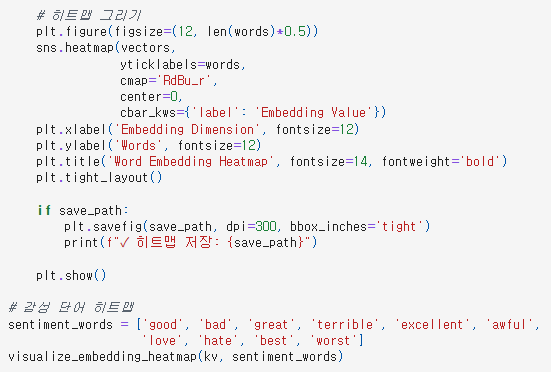 # 히트맵 그리기
plt.figure(figsize=(12, len(words)*0.5))
sns.heatmap(vectors,
yticklabels=words,
cmap='RdBu_r',
center=0,
cbar_kws={'label': 'Embedding Value'})
plt.xlabel('Embedding Dimension', fontsize=12)
plt.ylabel('Words', fontsize=12)
plt.title('Word Embedding Heatmap', fontsize=14, fontweight='bold')
plt.tight_layout()
if save_path:
plt.savefig(save_path, dpi=300, bbox_inches='tight')
print(f"✓ 히트맵 저장: {save_path}")
plt.show()
# 감성 단어 히트맵
sentiment_words = ['good', 'bad', 'great', 'terrible', 'excellent', 'awful',
'love', 'hate', 'best', 'worst']
visualize_embedding_heatmap(kv, sentiment_words)